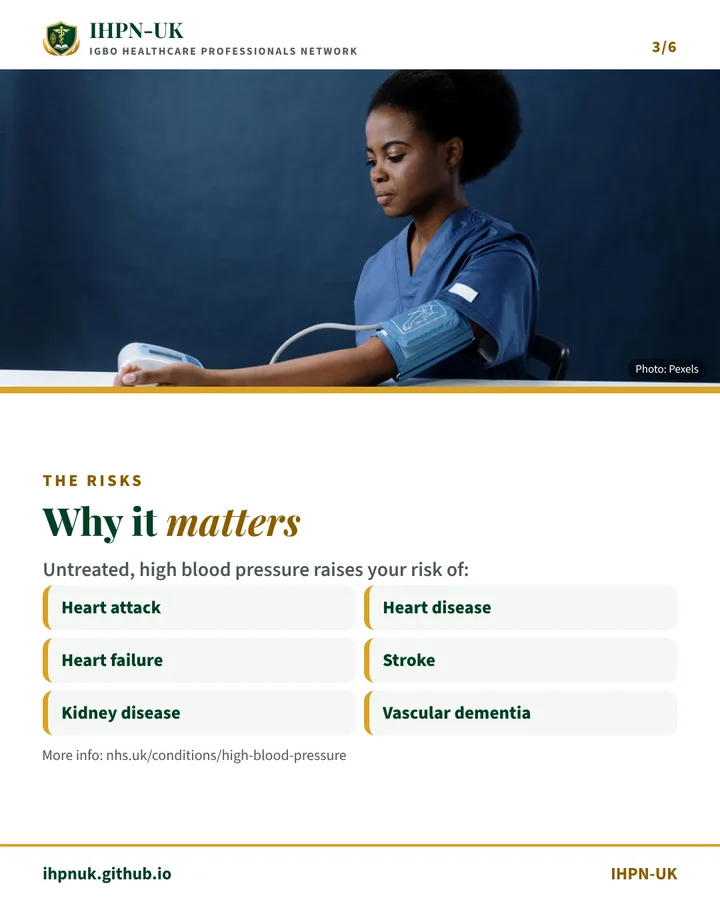 IHPN-UK
IGBO HEALTHCARE PROFESSIONALS NETWORK
3/6
Photo: Pexels
THE RISKS
Why it matters
Untreated, high blood pressure raises your risk of:
Heart attack
Heart disease
Heart failure
Stroke
Kidney disease
Vascular dementia
More info: nhs.uk/conditions/high-blood-pressure
ihpnuk.github.io
IHPN-UK